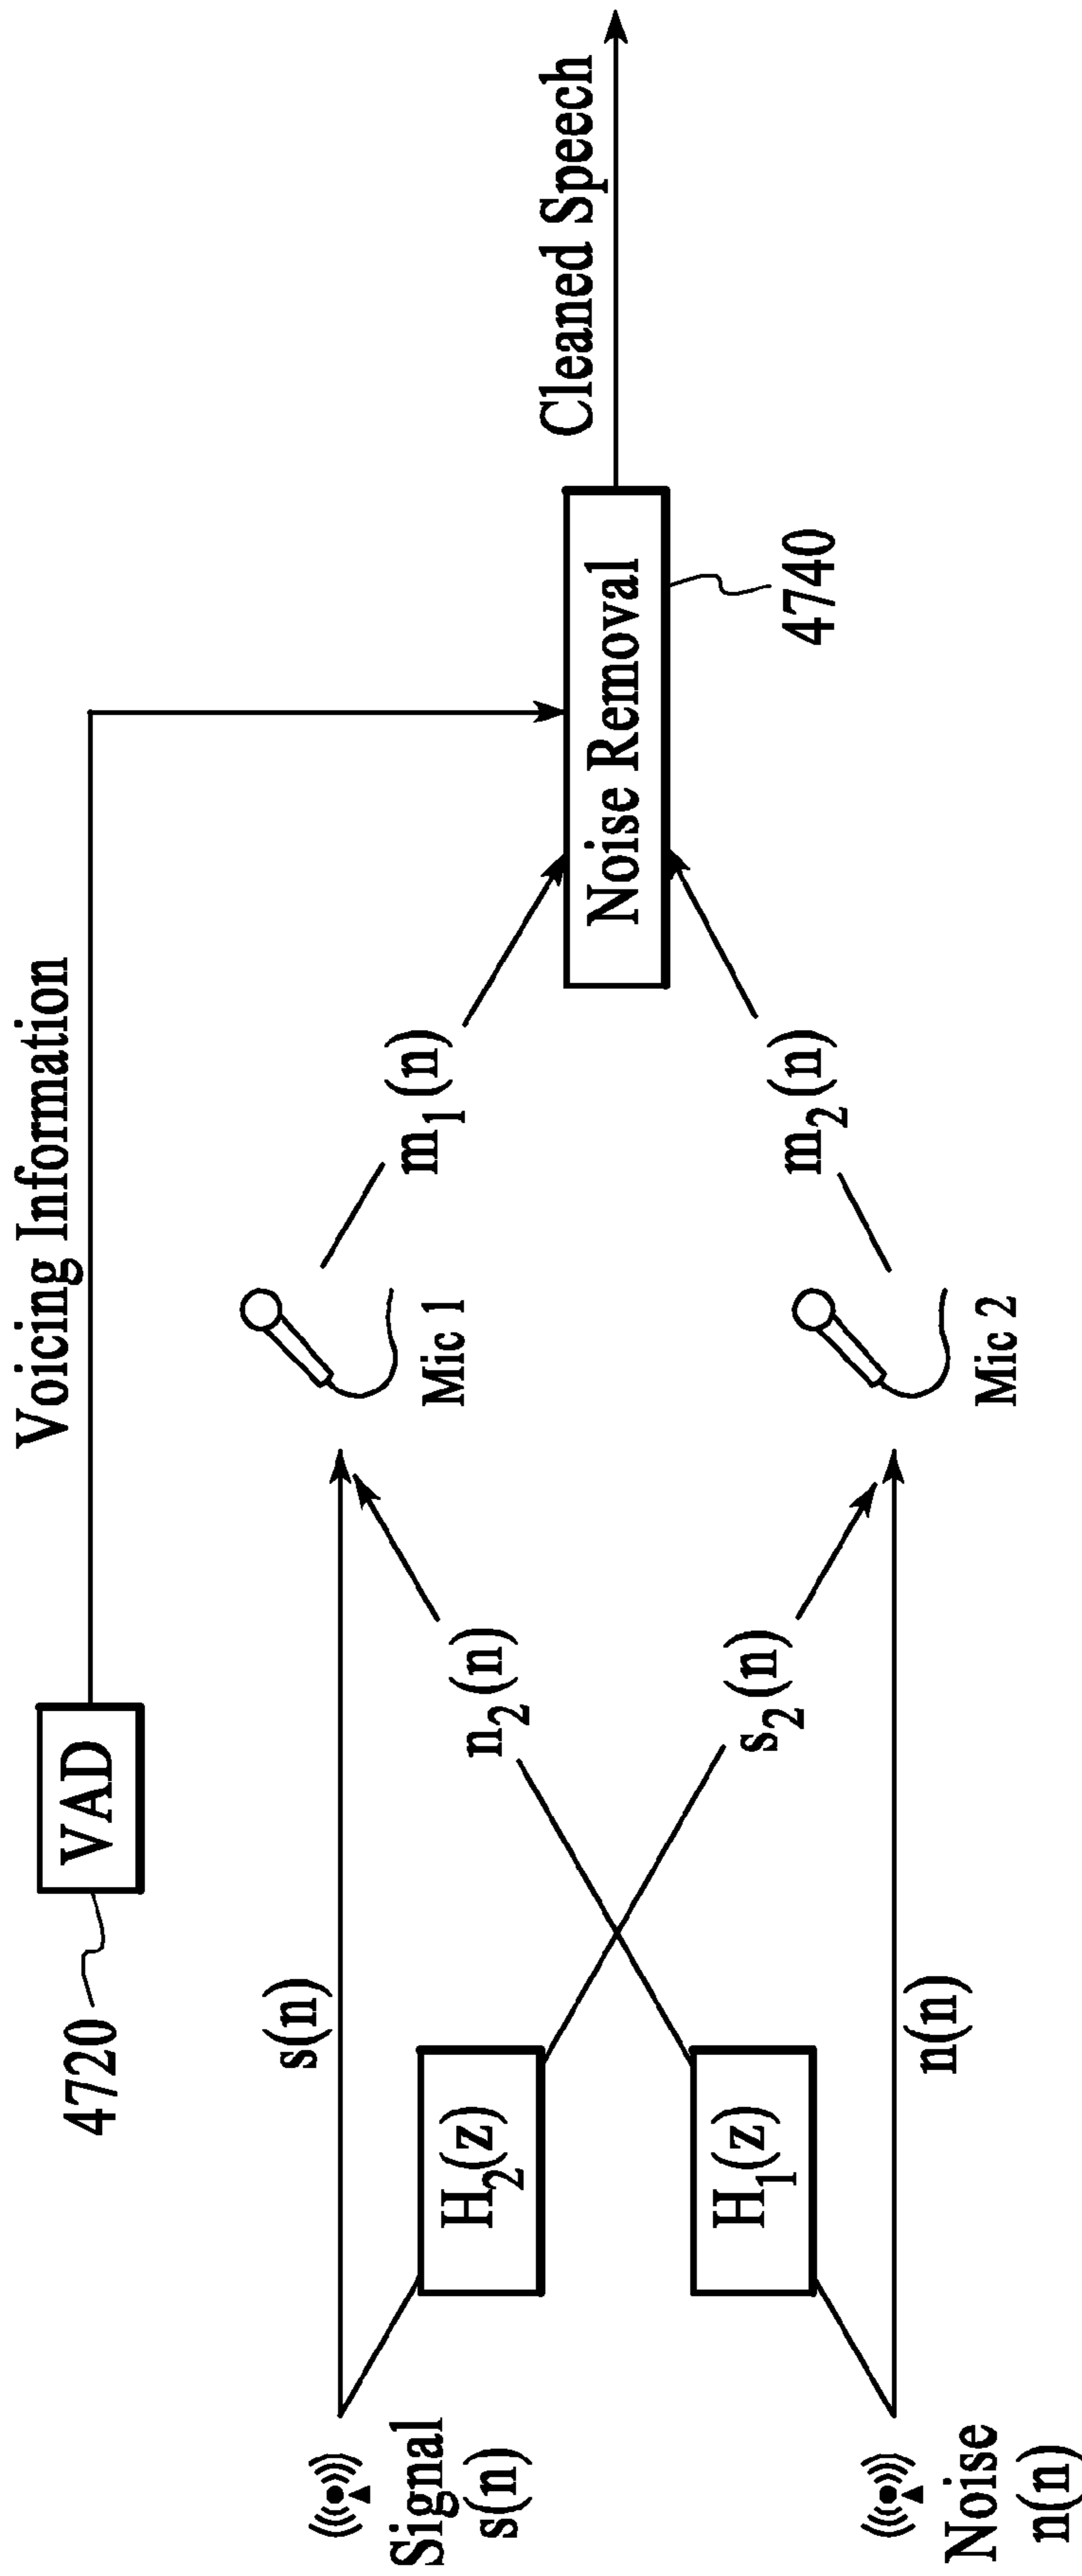 Voicing Information
VAD
4720
s(n)
Signal
s(n)
H₂(z)
n₂(n)
Mic 1
m₁(n)
Cleaned Speech
Noise Removal
4740
H₁(z)
s₂(n)
m₂(n)
Mic 2
n(n)
Noise
n(n)